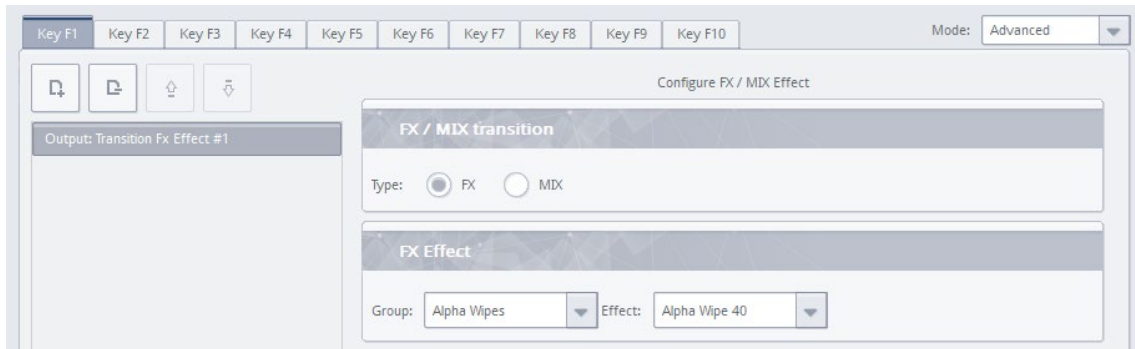 Key F1 Key F2 Key F3 Key F4 Key F5 Key F6 Key F7 Key F8 Key F9 Key F10 Mode: Advanced
Configure FX / MIX Effect
Output: Transition Fx Effect #1
FX / MIX transition
Type: FX MIX
FX Effect
Group: Alpha Wipes Effect: Alpha Wipe 40